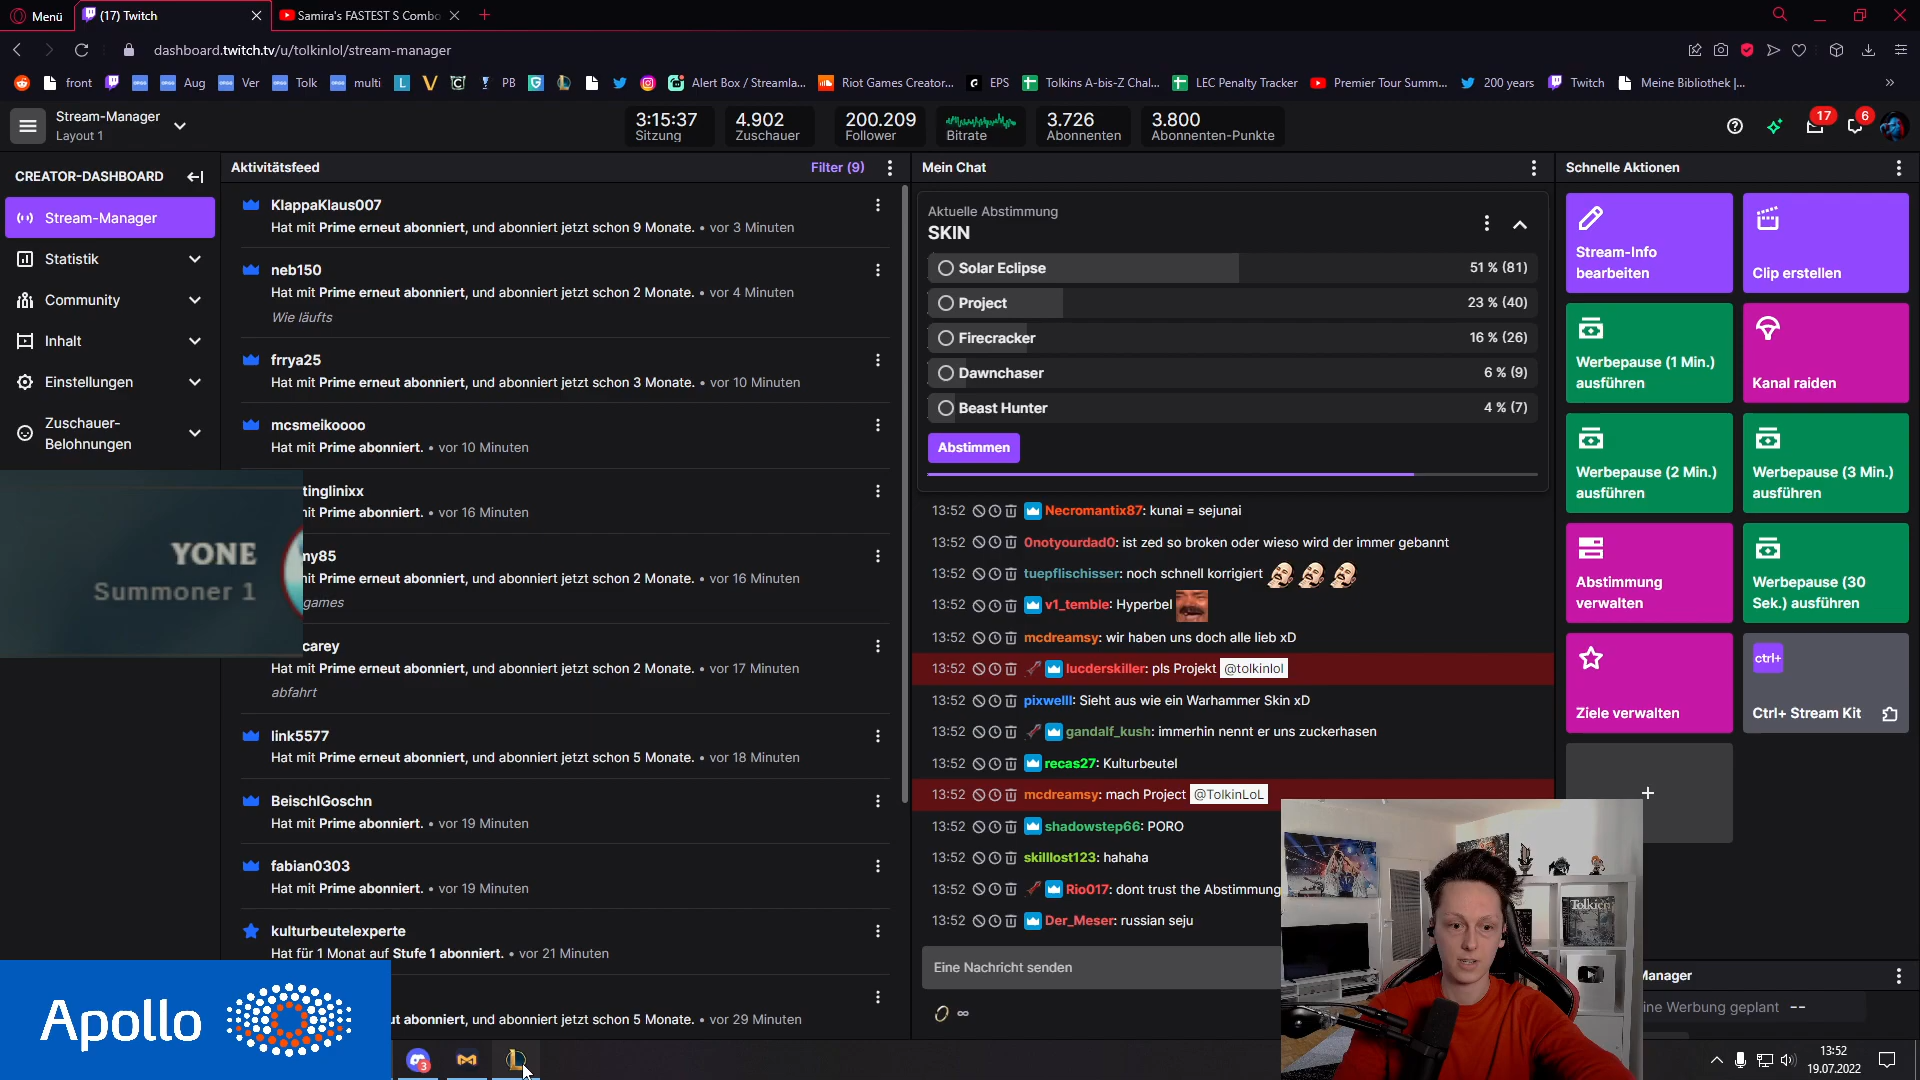 Menü
(17) Twitch
Samira's FASTEST S Combo
dashboard.twitch.tv/u/tolkinlol/stream-manager
front
Aug
Ver
Tolk
multi
L
V
PB
Alert Box / Streamla...
Riot Games Creator...
EPS
Tolkins A-bis-Z Chal...
LEC Penalty Tracker
Premier Tour Summ...
200 years
Twitch
Meine Bibliothek |...
Stream-Manager
Layout 1
3:15:37
Sitzung
4.902
Zuschauer
200.209
Follower
Bitrate
3.726
Abonnenten
3.800
Abonnenten-Punkte
17
6
CREATOR-DASHBOARD
Stream-Manager
Statistik
Community
Inhalt
Einstellungen
Zuschauer-
Belohnungen
YONE
Summoner 1
Apollo
Aktivitätsfeed
Filter (9)
KlappaKlaus007
Hat mit Prime erneut abonniert, und abonniert jetzt schon 9 Monate. • vor 3 Minuten
neb150
Hat mit Prime erneut abonniert, und abonniert jetzt schon 2 Monate. • vor 4 Minuten
Wie läufts
frrya25
Hat mit Prime erneut abonniert, und abonniert jetzt schon 3 Monate. • vor 10 Minuten
mcsmeikoooo
Hat mit Prime abonniert. • vor 10 Minuten
tinglinixx
it Prime abonniert. • vor 16 Minuten
my85
it Prime erneut abonniert, und abonniert jetzt schon 2 Monate. • vor 16 Minuten
games
carey
Hat mit Prime erneut abonniert, und abonniert jetzt schon 2 Monate. • vor 17 Minuten
abfahrt
link5577
Hat mit Prime erneut abonniert, und abonniert jetzt schon 5 Monate. • vor 18 Minuten
BeischlGoschn
Hat mit Prime abonniert. • vor 19 Minuten
fabian0303
Hat mit Prime abonniert. • vor 19 Minuten
kulturbeutelexperte
Hat für 1 Monat auf Stufe 1 abonniert. • vor 21 Minuten
ut abonniert, und abonniert jetzt schon 5 Monate. • vor 29 Minuten
Mein Chat
Aktuelle Abstimmung
SKIN
Solar Eclipse 51 % (81)
Project 23 % (40)
Firecracker 16 % (26)
Dawnchaser 6 % (9)
Beast Hunter 4 % (7)
Abstimmen
13:52 Necromantix87: kunai = sejunai
13:52 0notyourdad0: ist zed so broken oder wieso wird der immer gebannt
13:52 tuepflischisser: noch schnell korrigiert
13:52 v1_temble: Hyperbel
13:52 mcdreamsy: wir haben uns doch alle lieb xD
13:52 lucderskiller: pls Projekt @tolkinlol
13:52 pixwelll: Sieht aus wie ein Warhammer Skin xD
13:52 gandalf_kush: immerhin nennt er uns zuckerhasen
13:52 recas27: Kulturbeutel
13:52 mcdreamsy: mach Project @TolkinLoL
13:52 shadowstep66: PORO
13:52 skilllost123: hahaha
13:52 Rio017: dont trust the Abstimmung
13:52 Der_Meser: russian seju
Eine Nachricht senden
∞
Schnelle Aktionen
Stream-Info
bearbeiten
Clip erstellen
Werbepause (1 Min.)
ausführen
Kanal raiden
Werbepause (2 Min.)
ausführen
Werbepause (3 Min.)
ausführen
Abstimmung
verwalten
Werbepause (30
Sek.) ausführen
Ziele verwalten
ctrl+
Ctrl+ Stream Kit
Tolkien
Manager
ine Werbung geplant --
3
13:52
19.07.2022